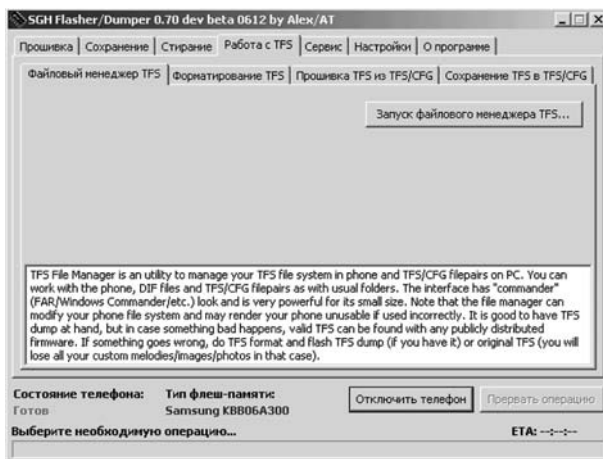 SGH Flasher/Dumper 0.70 dev beta 0612 by Alex/AT
Прошивка Сохранение Стирание Работа с TFS Сервис Настройки О програнне
Файловый менеджер TFS Форматирование TFS Прошивка TFS из TFS/CFG Сохранение TFS в TFS/CFG
Запуск файлового менеджера TFS...
TFS File Manager is an utility to manage your TFS file system in phone and TFS/CFG filepairs on PC. You can
work with the phone, DIF files and TFS/CFG filepairs as with usual folders. The interface has "commander"
(FAR/Windows Commander/etc.) look and is very powerful for its small size. Note that the file manager can
modify your phone file system and may render your phone unusable if used incorrectly. It is good to have TFS
dump at hand, but in case something bad happens, valid TFS can be found with any publicly distributed
firmware. If something goes wrong, do TFS format and flash TFS dump (if you have it) or original TFS (you will
lose all your custom melodies/images/photos in that case).
Состояние телефона: Тип флеш-памяти:
Готов Samsung KBB06A300 Отключить телефон Прервать операцию
Выберите необходимую операцию... ETA: --:--:--